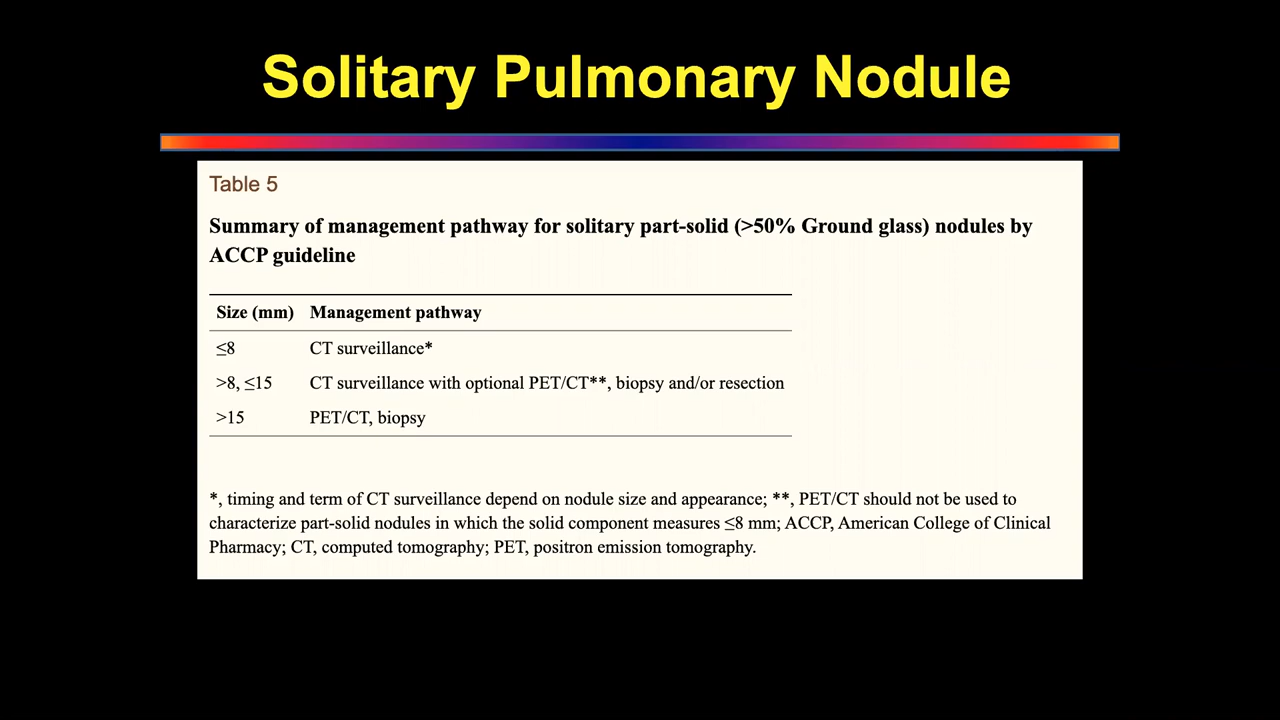 Solitary Pulmonary Nodule
Table 5
Summary of management pathway for solitary part-solid (>50% Ground glass) nodules by
ACCP guideline
Size (mm) Management pathway
≤8 CT surveillance*
>8, ≤15 CT surveillance with optional PET/CT**, biopsy and/or resection
>15 PET/CT, biopsy
*, timing and term of CT surveillance depend on nodule size and appearance; **, PET/CT should not be used to
characterize part-solid nodules in which the solid component measures ≤8 mm; ACCP, American College of Clinical
Pharmacy; CT, computed tomography; PET, positron emission tomography.